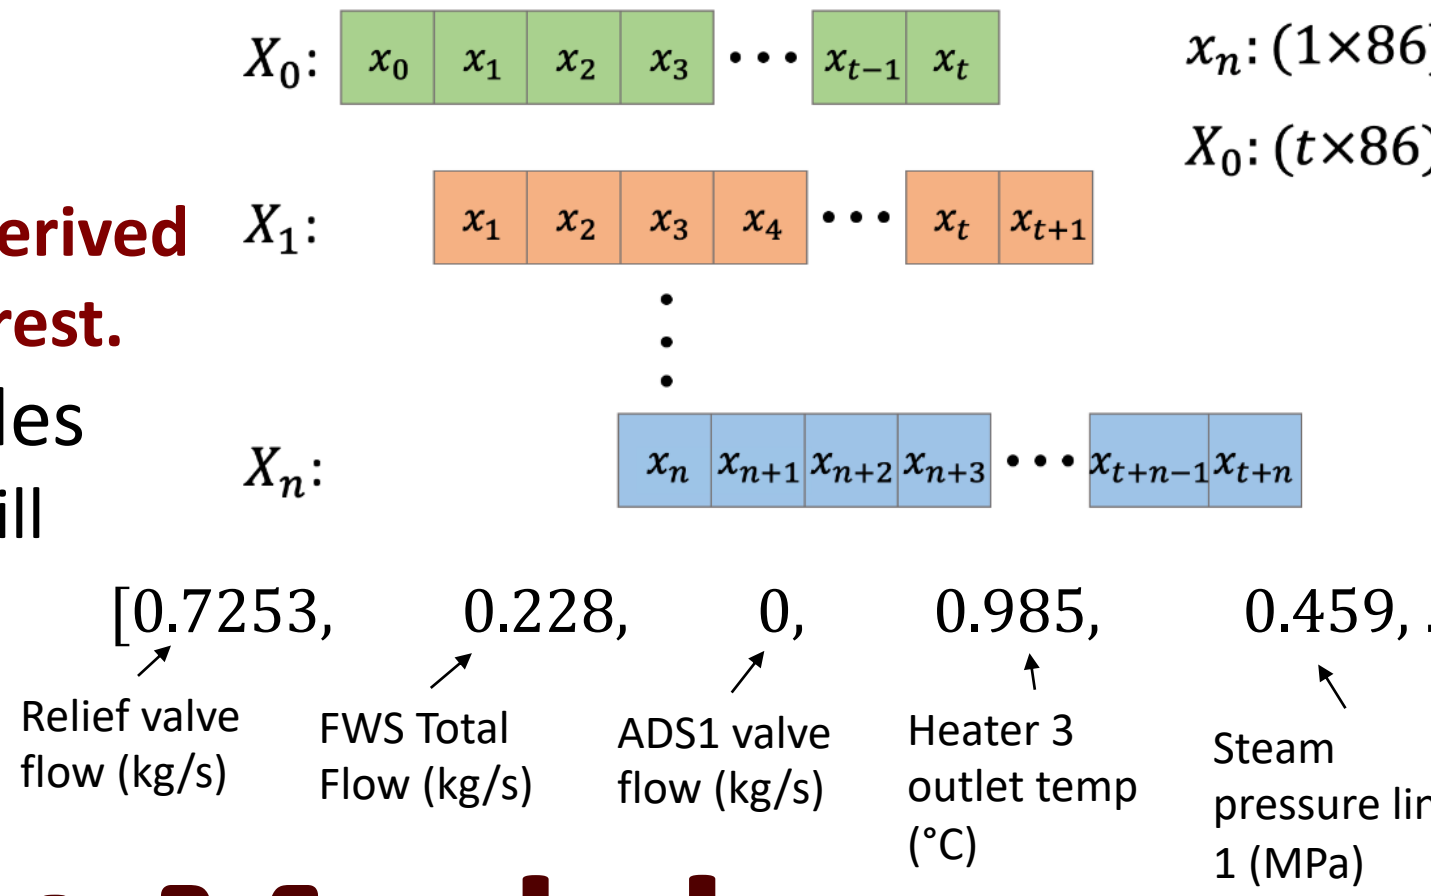 X₀: x₀ x₁ x₂ x₃ ••• xₜ₋₁ xₜ
xₙ: (1×86)
X₀: (t×86)
erived
rest.
X₁: x₁ x₂ x₃ x₄ ••• xₜ xₜ₊₁
les
ill
Xₙ: xₙ xₙ₊₁ xₙ₊₂ xₙ₊₃ ••• xₜ₊ₙ₋₁ xₜ₊ₙ
[0.7253, 0.228, 0, 0.985, 0.459, .
Relief valve
flow (kg/s)
FWS Total
Flow (kg/s)
ADS1 valve
flow (kg/s)
Heater 3
outlet temp
(°C)
Steam
pressure lin
1 (MPa)